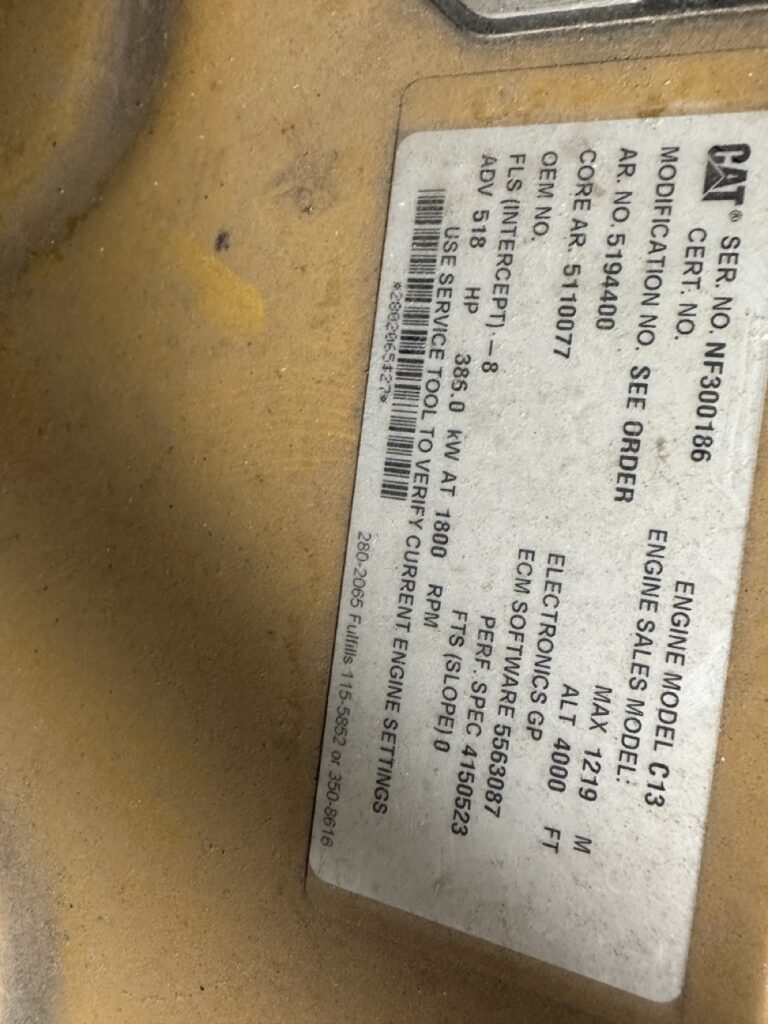 CAT® SER. NO. NF300186 ENGINE MODEL C13
CERT. NO. ENGINE SALES MODEL:
MODIFICATION NO. SEE ORDER MAX 1219 M
AR. NO. 5194400 ALT 4000 FT
CORE AR. 5110077 ELECTRONICS GP
OEM NO. ECM SOFTWARE 5563087
FLS (INTERCEPT).–8 PERF. SPEC 4150523
ADV 518 HP 386.0 kW AT 1800 RPM FTS (SLOPE) 0
USE SERVICE TOOL TO VERIFY CURRENT ENGINE SETTINGS
*2802065$27*
280-2065 Fulfills 115-5852 or 350-8616